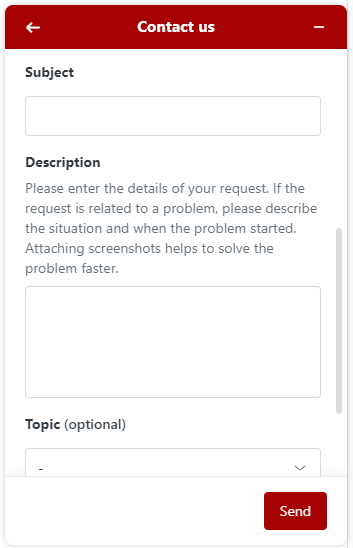 Contact us
Subject
Description
Please enter the details of your request. If the
request is related to a problem, please describe
the situation and when the problem started.
Attaching screenshots helps to solve the
problem faster.
Topic (optional)
-
Send